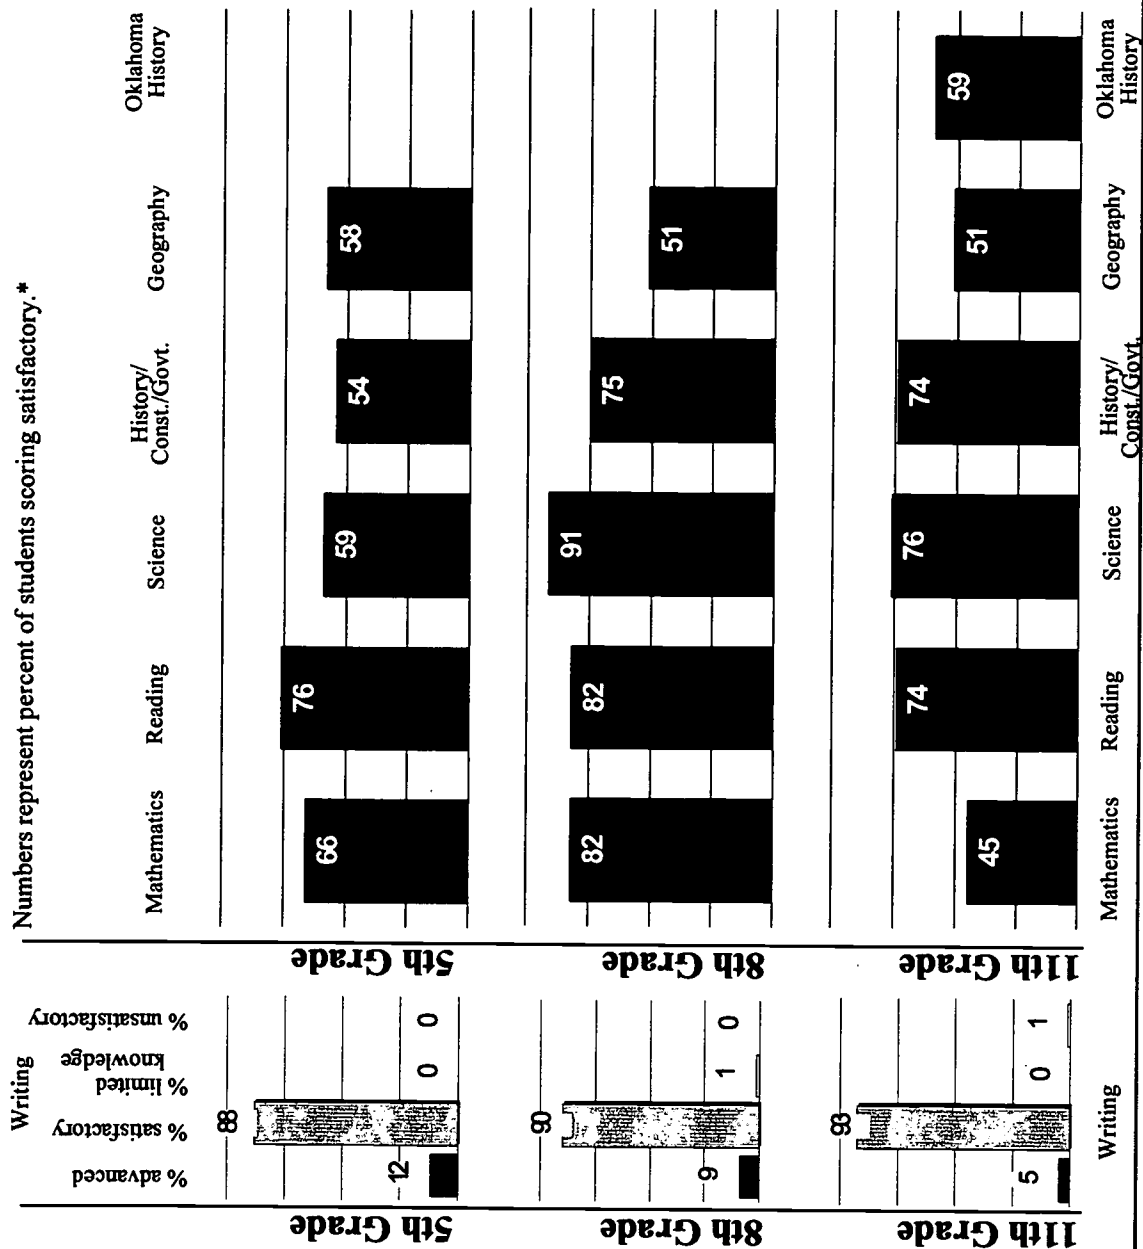 Numbers represent percent of students scoring satisfactory.*
Writing
% advanced
% satisfactory
% limited
knowledge
% unsatisfactory
Mathematics
Reading
Science
History/
Const./Govt.
Geography
Oklahoma
History
5th Grade
12
88
0
0
5th Grade
66
76
59
54
58
8th Grade
9
90
1
0
8th Grade
82
82
91
75
51
11th Grade
5
93
0
1
11th Grade
45
74
76
74
51
59
Writing
Mathematics
Reading
Science
History/
Const./Govt.
Geography
Oklahoma
History